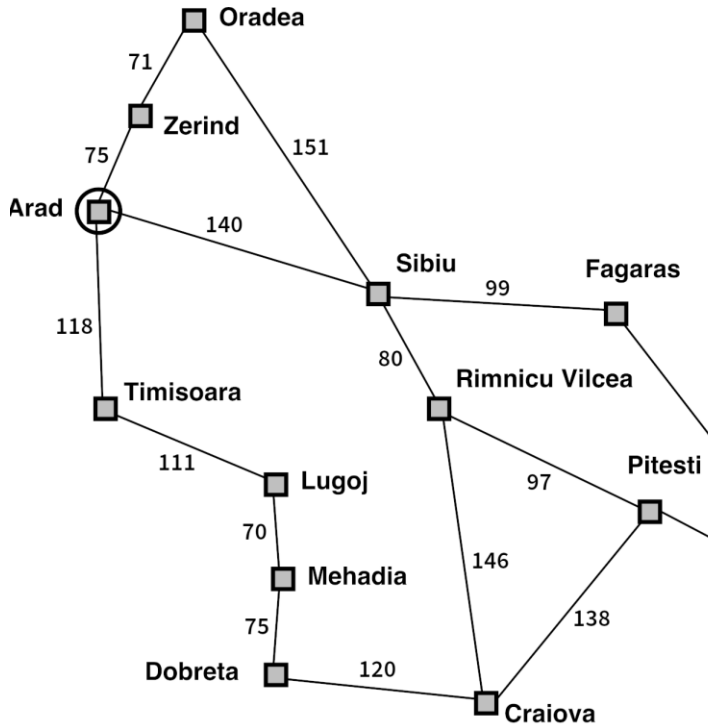 Oradea
71
Zerind
151
75
Arad
140
Sibiu
Fagaras
99
118
80
Rimnicu Vilcea
Timisoara
Pitesti
111
Lugoj
97
70
146
Mehadia
138
75
Dobreta
120
Craiova